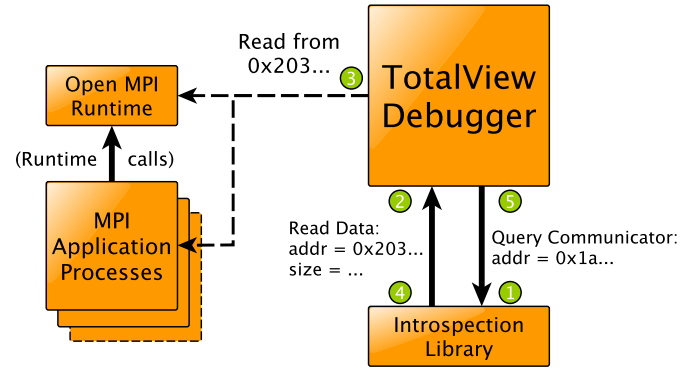 Read from
0x203...
3
TotalView
Debugger
Open MPI
Runtime
(Runtime calls)
MPI
Application
Processes
2
5
Read Data:
addr = 0x203...
size = ...
Query Communicator:
addr = 0x1a...
4
1
Introspection
Library